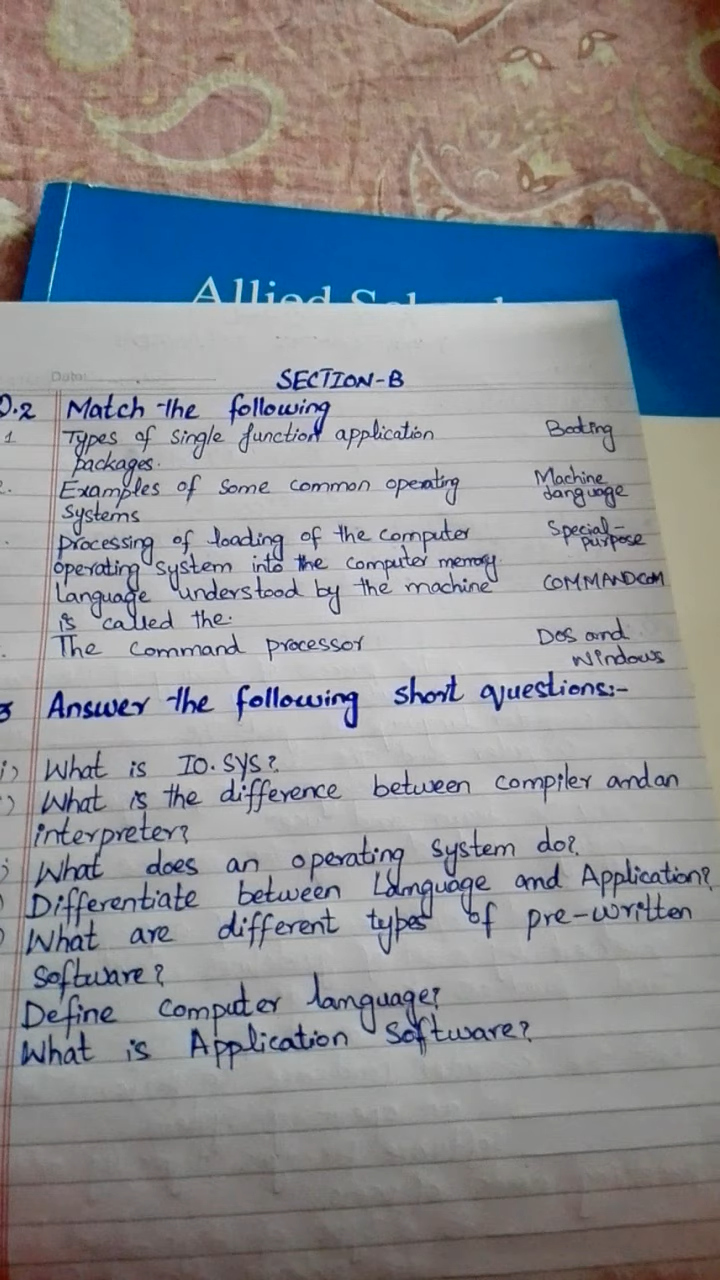 Allied
Date:
SECTION-B
Q.2 Match the following
1 Types of single function application Booting
packages.
2. Examples of some common operating Machine
systems language
Processing of loading of the computer Special-
purpose
operating system into the computer memory
language understood by the machine COMMAND.COM
is called the.
The command processor DOS and
Windows
3 Answer the following short questions:-
i) What is IO.SYS?
What is the difference between compiler and an
interpreter?
What does an operating system do?
Differentiate between Language and Application?
What are different types of pre-written
software?
Define computer language?
What is Application software?